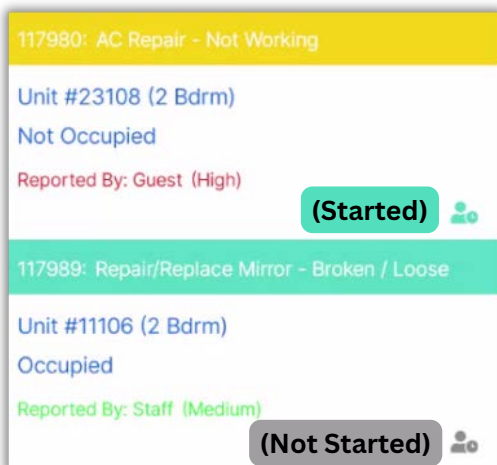 117980: AC Repair - Not Working
Unit #23108 (2 Bdrm)
Not Occupied
Reported By: Guest (High)
(Started)
117989: Repair/Replace Mirror - Broken / Loose
Unit #11106 (2 Bdrm)
Occupied
Reported By: Staff (Medium)
(Not Started)